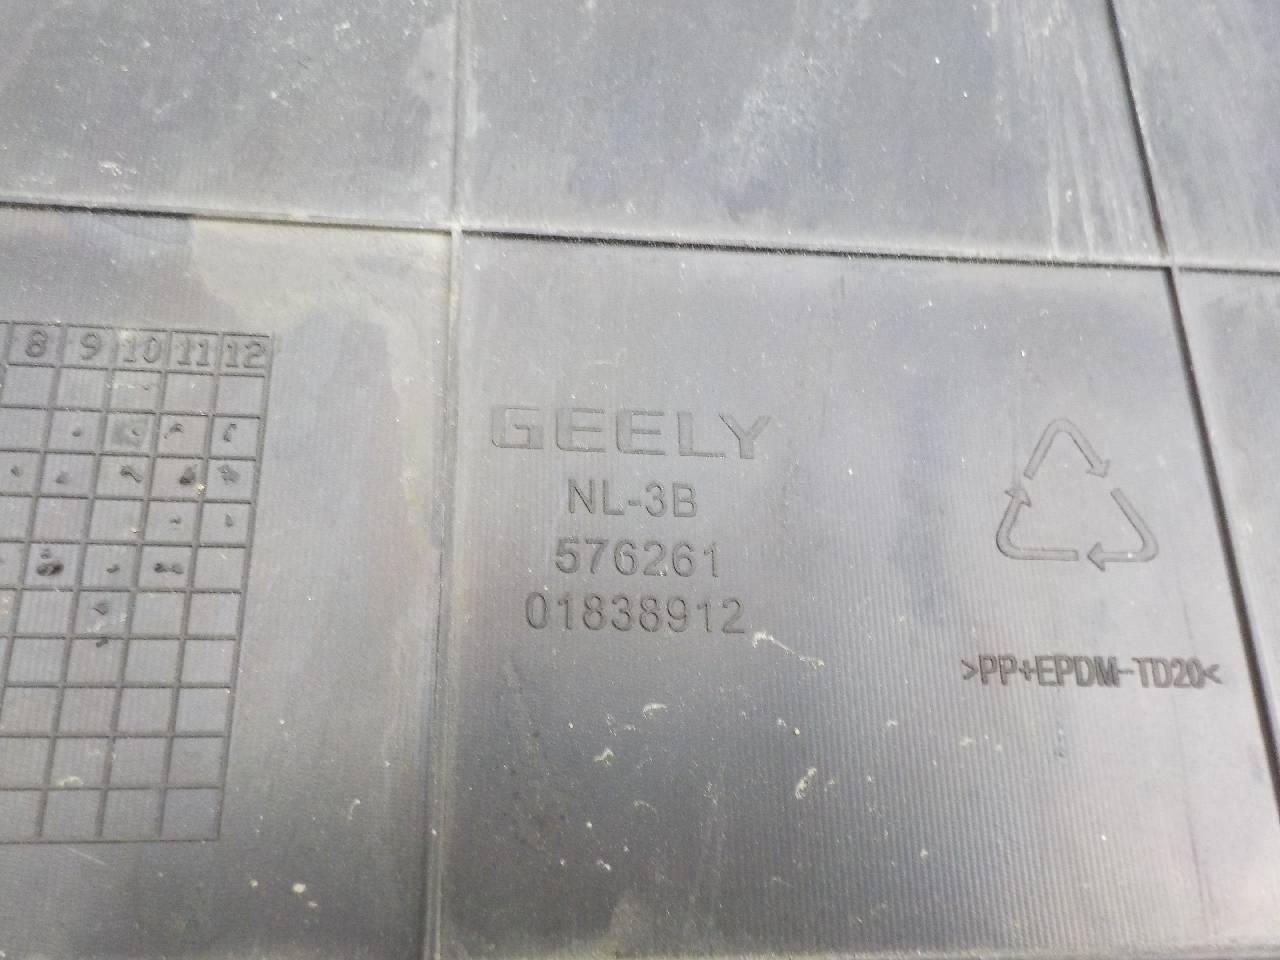 8 9 10 11 12
GEELY
NL-3B
576261
01838912
>PP+EPDM-TD20<